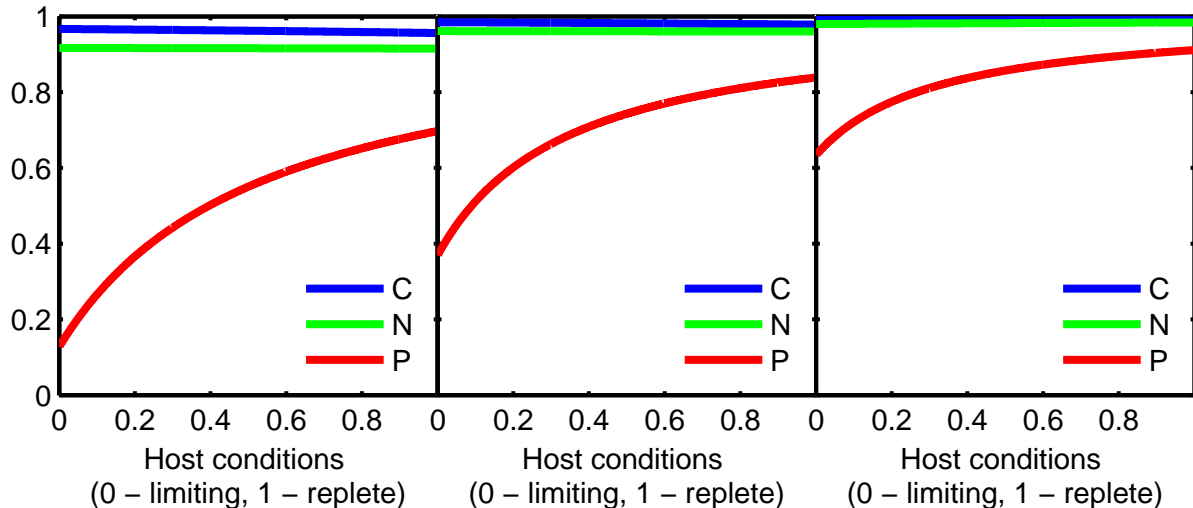 1
0.8
0.6
0.4
0.2
0
C
N
P
C
N
P
C
N
P
0 0.2 0.4 0.6 0.8 0 0.2 0.4 0.6 0.8 0 0.2 0.4 0.6 0.8
Host conditions
(0 − limiting, 1 − replete)
Host conditions
(0 − limiting, 1 − replete)
Host conditions
(0 − limiting, 1 − replete)